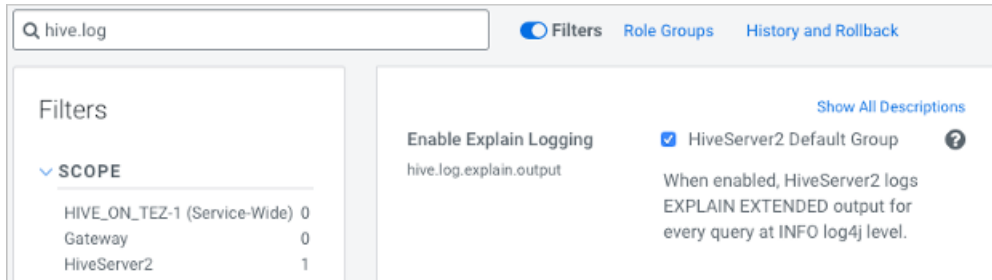 hive.log
Filters
Role Groups
History and Rollback
Filters
SCOPE
HIVE_ON_TEZ-1 (Service-Wide) 0
Gateway 0
HiveServer2 1
Show All Descriptions
Enable Explain Logging
hive.log.explain.output
HiveServer2 Default Group
?
When enabled, HiveServer2 logs
EXPLAIN EXTENDED output for
every query at INFO log4j level.